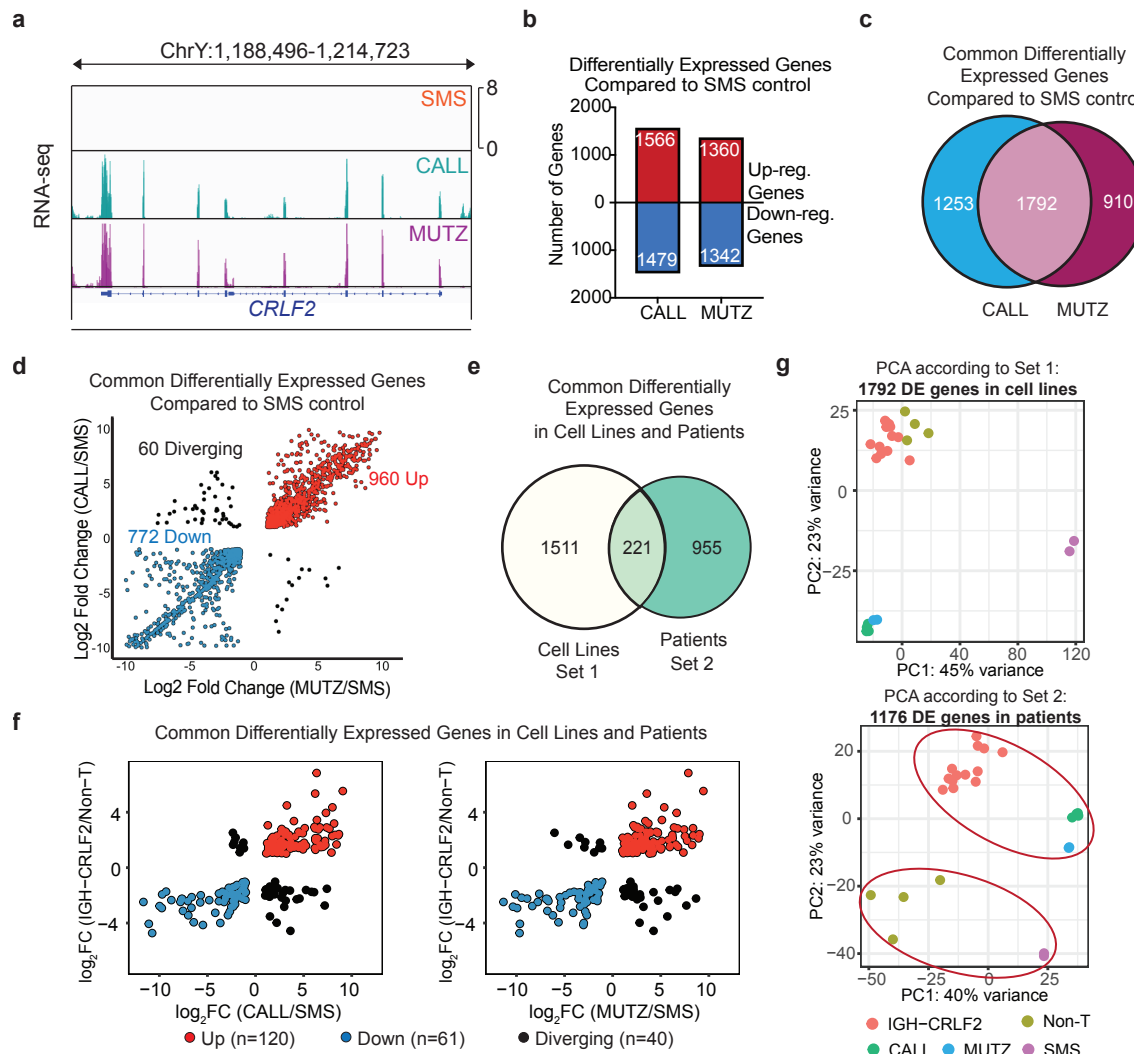 a
ChrY:1,188,496-1,214,723
RNA-seq
SMS
8
0
CALL
MUTZ
CRLF2
b
Differentially Expressed Genes
Compared to SMS control
Number of Genes
2000
1000
0
1000
2000
1566
1360
Up-reg.
Genes
Down-reg.
Genes
1479
1342
CALL
MUTZ
c
Common Differentially
Expressed Genes
Compared to SMS control
1253
1792
910
CALL
MUTZ
d
Common Differentially Expressed Genes
Compared to SMS control
Log2 Fold Change (CALL/SMS)
10
5
0
-5
-10
60 Diverging
960 Up
772 Down
-10
-5
0
5
10
Log2 Fold Change (MUTZ/SMS)
e
Common Differentially
Expressed Genes
in Cell Lines and Patients
1511
221
955
Cell Lines
Set 1
Patients
Set 2
f
Common Differentially Expressed Genes in Cell Lines and Patients
log2FC (IGH−CRLF2/Non−T)
4
0
−4
−10
−5
0
5
10
log2FC (CALL/SMS)
log2FC (IGH−CRLF2/Non−T)
4
0
−4
−10
−5
0
5
10
log2FC (MUTZ/SMS)
Up (n=120)
Down (n=61)
Diverging (n=40)
g
PCA according to Set 1:
1792 DE genes in cell lines
PC2: 23% variance
25
0
−25
0
40
80
120
PC1: 45% variance
PCA according to Set 2:
1176 DE genes in patients
PC2: 23% variance
20
0
−20
−40
−50
−25
0
25
PC1: 40% variance
IGH−CRLF2
Non-T
CALL
MUTZ
SMS